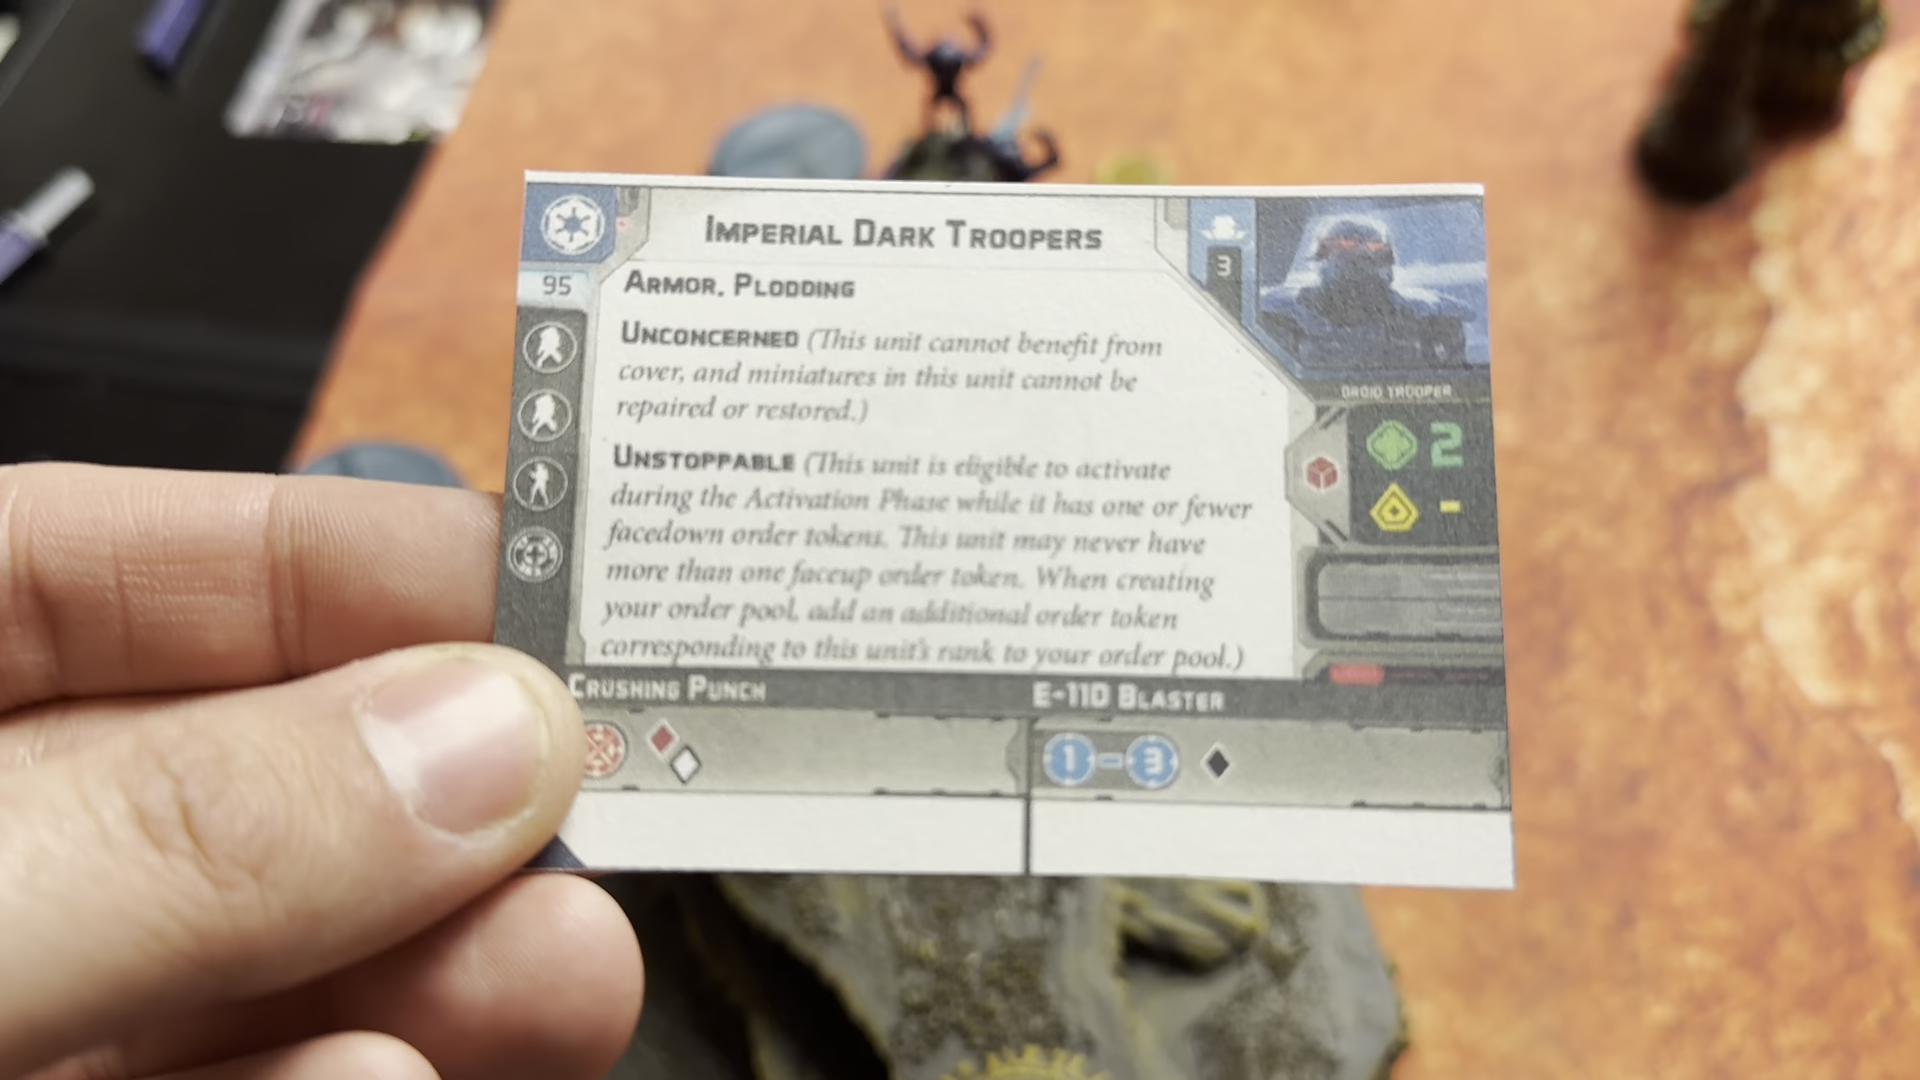 IMPERIAL DARK TROOPERS
95
3
ARMOR, PLODDING
UNCONCERNED (This unit cannot benefit from
cover, and miniatures in this unit cannot be
repaired or restored.)
DROID TROOPER
2
-
UNSTOPPABLE (This unit is eligible to activate
during the Activation Phase while it has one or fewer
facedown order tokens. This unit may never have
more than one faceup order token. When creating
your order pool, add an additional order token
corresponding to this unit's rank to your order pool.)
CRUSHING PUNCH
E-11D BLASTER
1-3